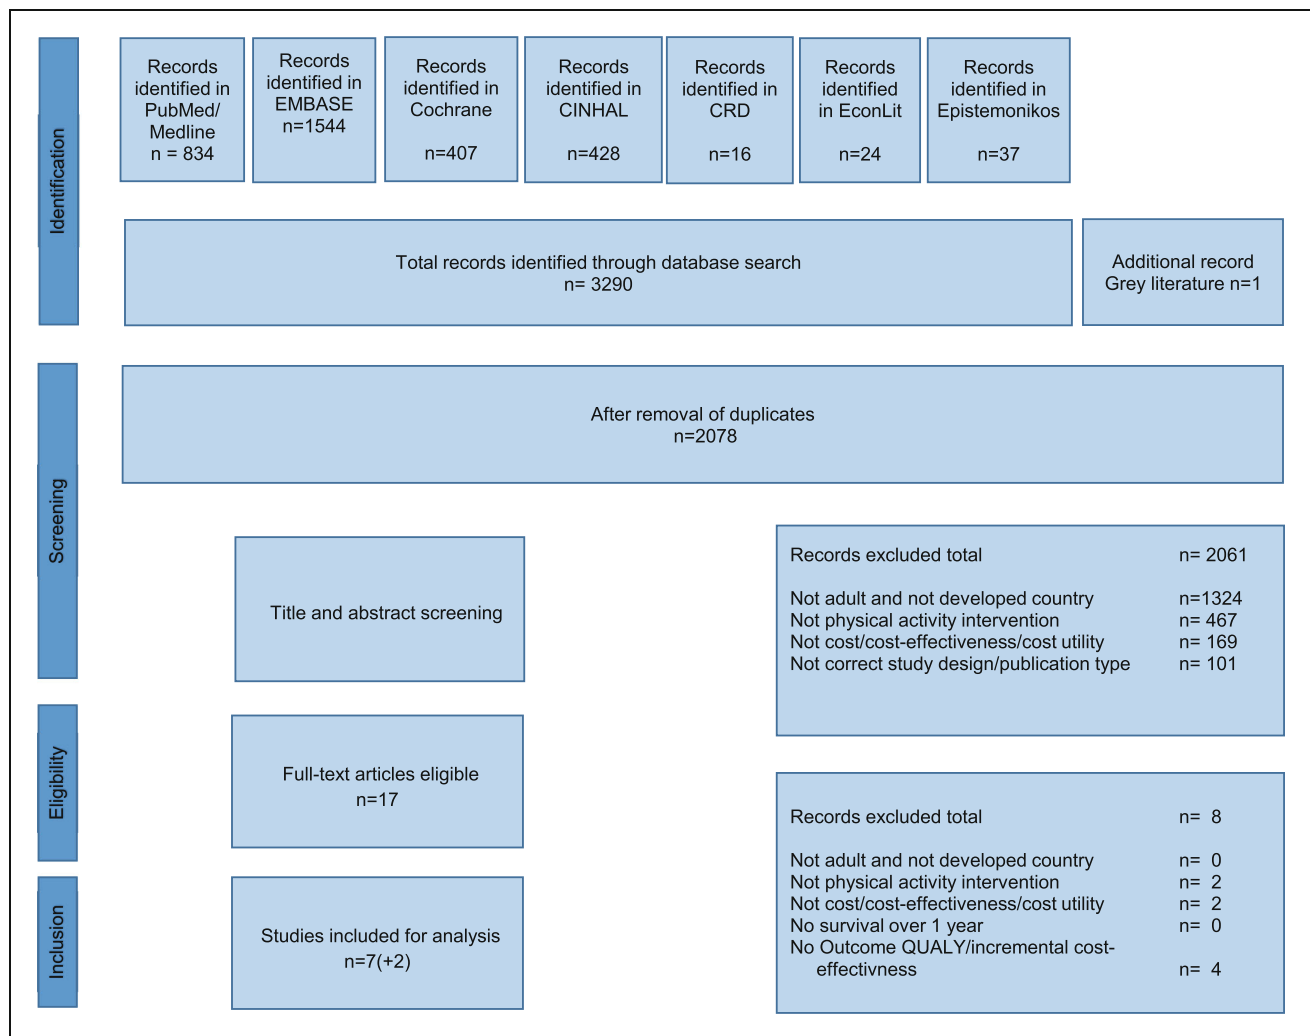 Identification
Records
identified in
PubMed/
Medline
n = 834
Records
identified in
EMBASE
n=1544
Records
identified in
Cochrane
n=407
Records
identified in
CINHAL
n=428
Records
identified in
CRD
n=16
Records
identified
in EconLit
n=24
Records
identified in
Epistemonikos
n=37
Total records identified through database search
n= 3290
Additional record
Grey literature n=1
Screening
After removal of duplicates
n=2078
Title and abstract screening
Records excluded total n= 2061
Not adult and not developed country n=1324
Not physical activity intervention n= 467
Not cost/cost-effectiveness/cost utility n= 169
Not correct study design/publication type n= 101
Eligibility
Full-text articles eligible
n=17
Records excluded total n= 8
Not adult and not developed country n= 0
Not physical activity intervention n= 2
Not cost/cost-effectiveness/cost utility n= 2
No survival over 1 year n= 0
No Outcome QUALY/incremental cost-
effectivness n= 4
Inclusion
Studies included for analysis
n=7(+2)